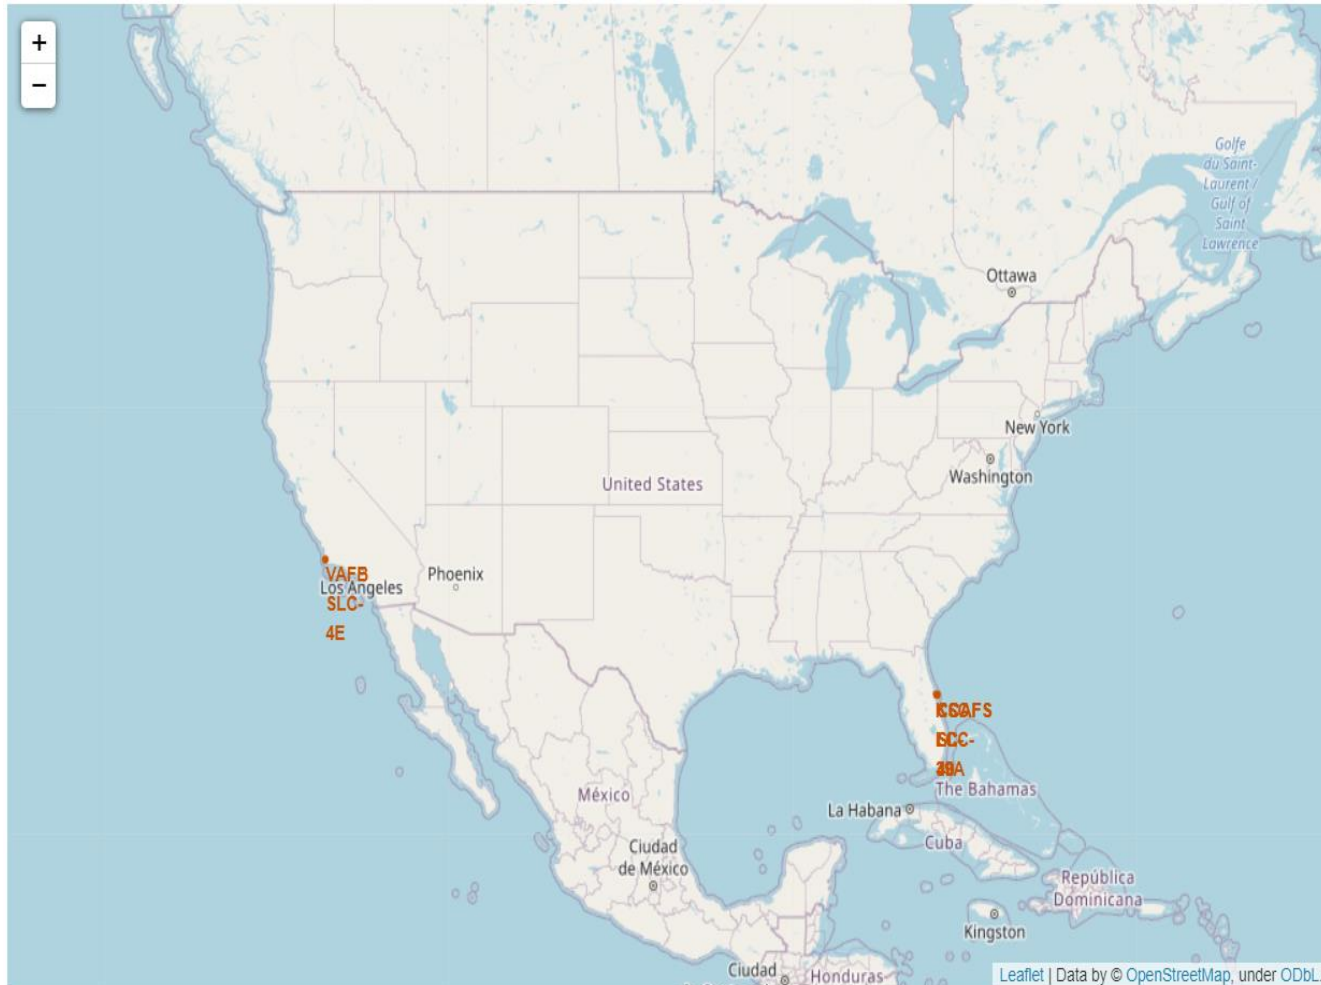 +
−
Golfe
du Saint-
Laurent /
Gulf of
Saint
Lawrence
Ottawa
New York
Washington
United States
VAFB
Los Angeles
SLC-
4E
Phoenix
The Bahamas
México
La Habana
Cuba
Ciudad
de México
República
Dominicana
Kingston
Ciudad
Honduras
Leaflet | Data by © OpenStreetMap, under ODbL.